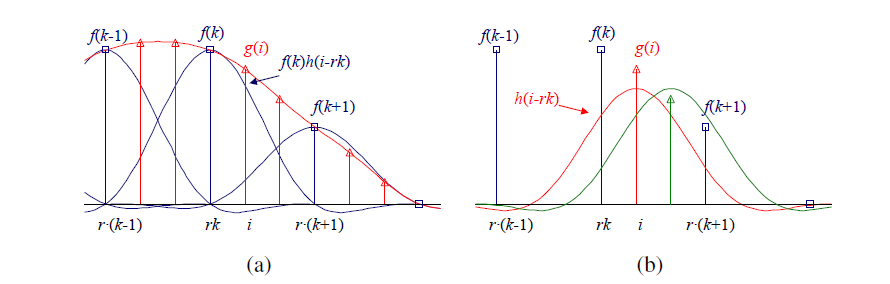 f(k-1)
f(k)
g(i)
f(k)h(i-rk)
f(k+1)
r·(k-1)
rk
i
r·(k+1)
(a)
f(k-1)
f(k)
g(i)
h(i-rk)
f(k+1)
r·(k-1)
rk
i
r·(k+1)
(b)